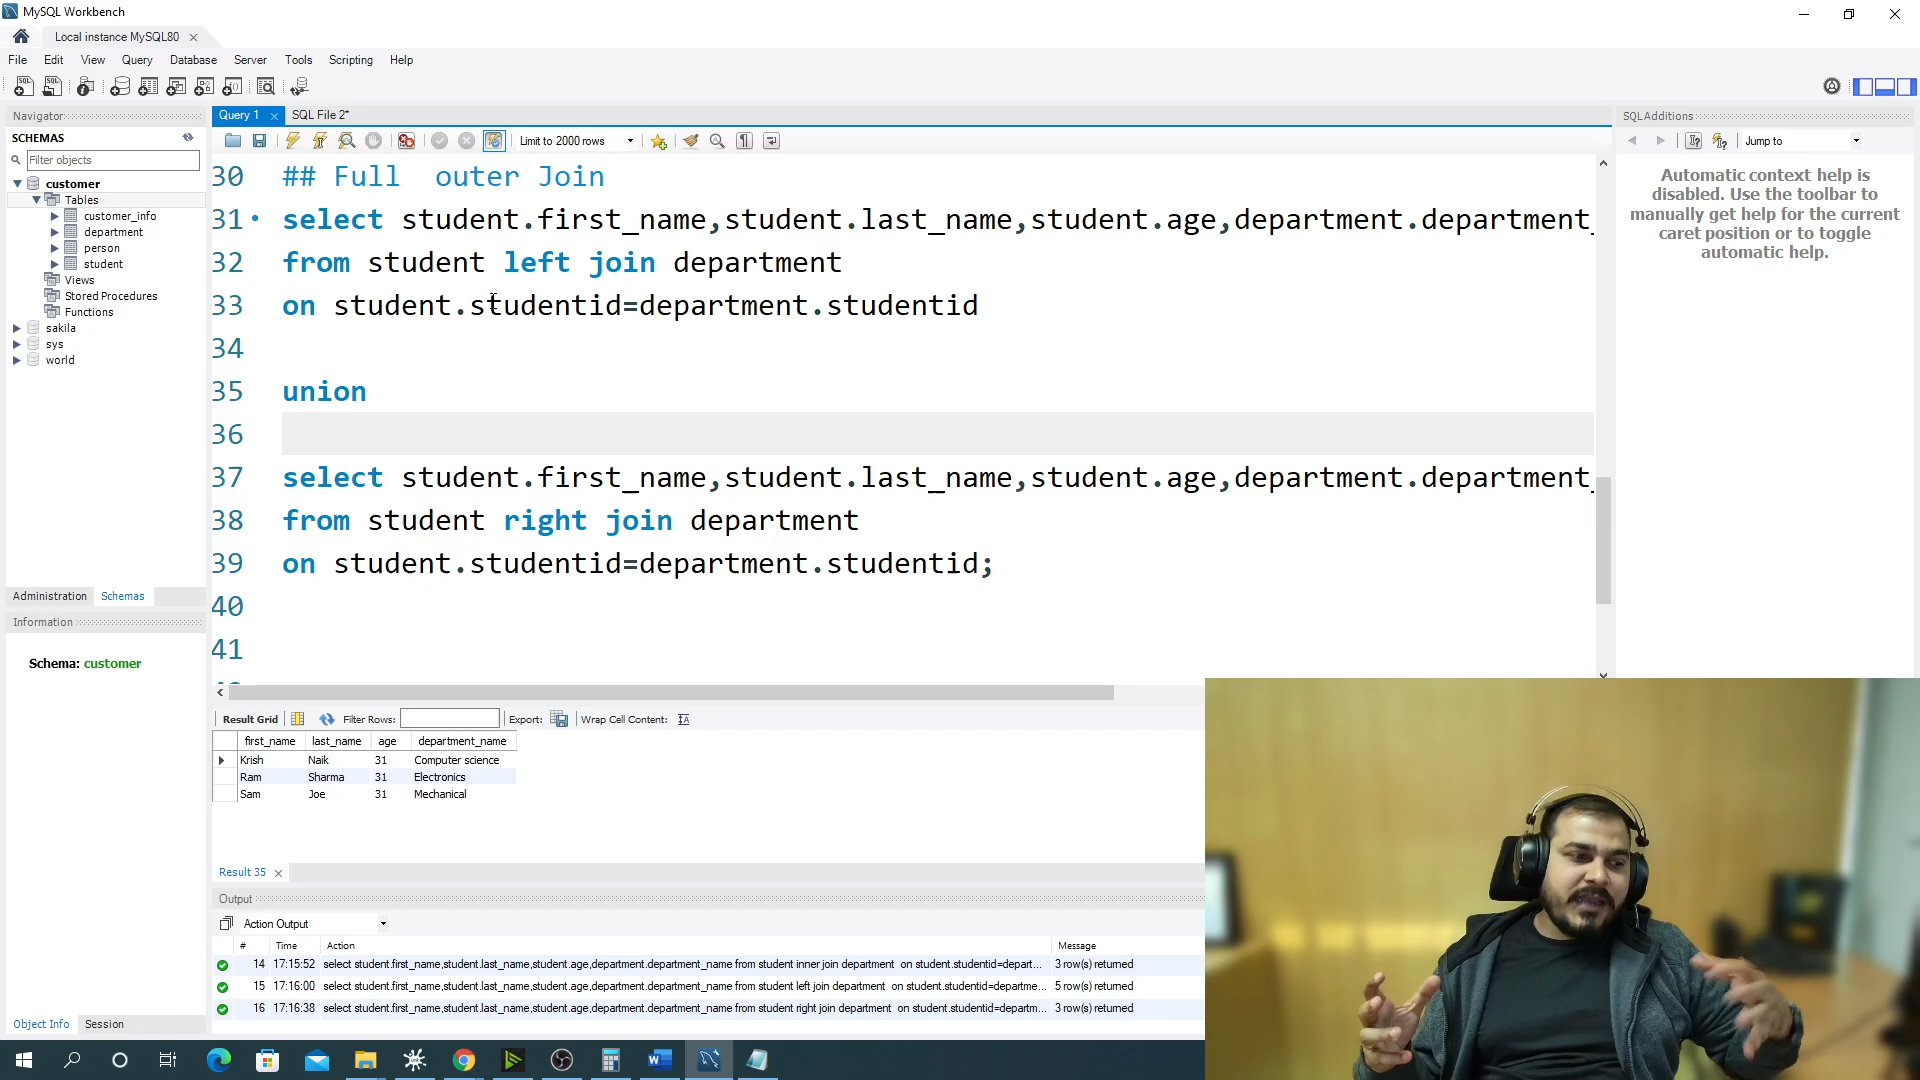 MySQL Workbench
Local instance MySQL80
File Edit View Query Database Server Tools Scripting Help
Navigator
SCHEMAS
Filter objects
customer
Tables
customer_info
department
person
student
Views
Stored Procedures
Functions
sakila
sys
world
Administration Schemas
Information
Schema: customer
Object Info Session
Query 1 SQL File 2*
Limit to 2000 rows
30 ## Full outer Join
31 select student.first_name,student.last_name,student.age,department.department_
32 from student left join department
33 on student.studentid=department.studentid
34
35 union
36
37 select student.first_name,student.last_name,student.age,department.department_
38 from student right join department
39 on student.studentid=department.studentid;
40
41
Result Grid Filter Rows: Export: Wrap Cell Content:
first_name last_name age department_name
Krish Naik 31 Computer science
Ram Sharma 31 Electronics
Sam Joe 31 Mechanical
Result 35
Output
Action Output
# Time Action Message
14 17:15:52 select student.first_name,student.last_name,student.age,department.department_name from student inner join department on student.studentid=depart... 3 row(s) returned
15 17:16:00 select student.first_name,student.last_name,student.age,department.department_name from student left join department on student.studentid=departme... 5 row(s) returned
16 17:16:38 select student.first_name,student.last_name,student.age,department.department_name from student right join department on student.studentid=departm... 3 row(s) returned
SQLAdditions
Jump to
Automatic context help is
disabled. Use the toolbar to
manually get help for the current
caret position or to toggle
automatic help.